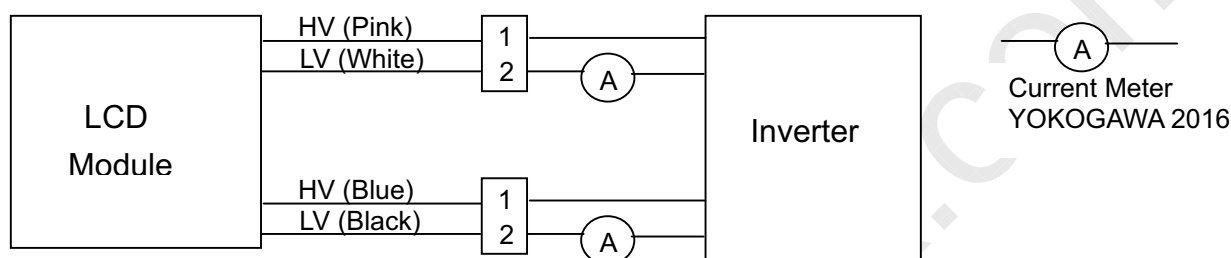 HV (Pink)
LV (White)
1
2
A
LCD
Module
HV (Blue)
LV (Black)
1
2
A
Inverter
A
Current Meter
YOKOGAWA 2016